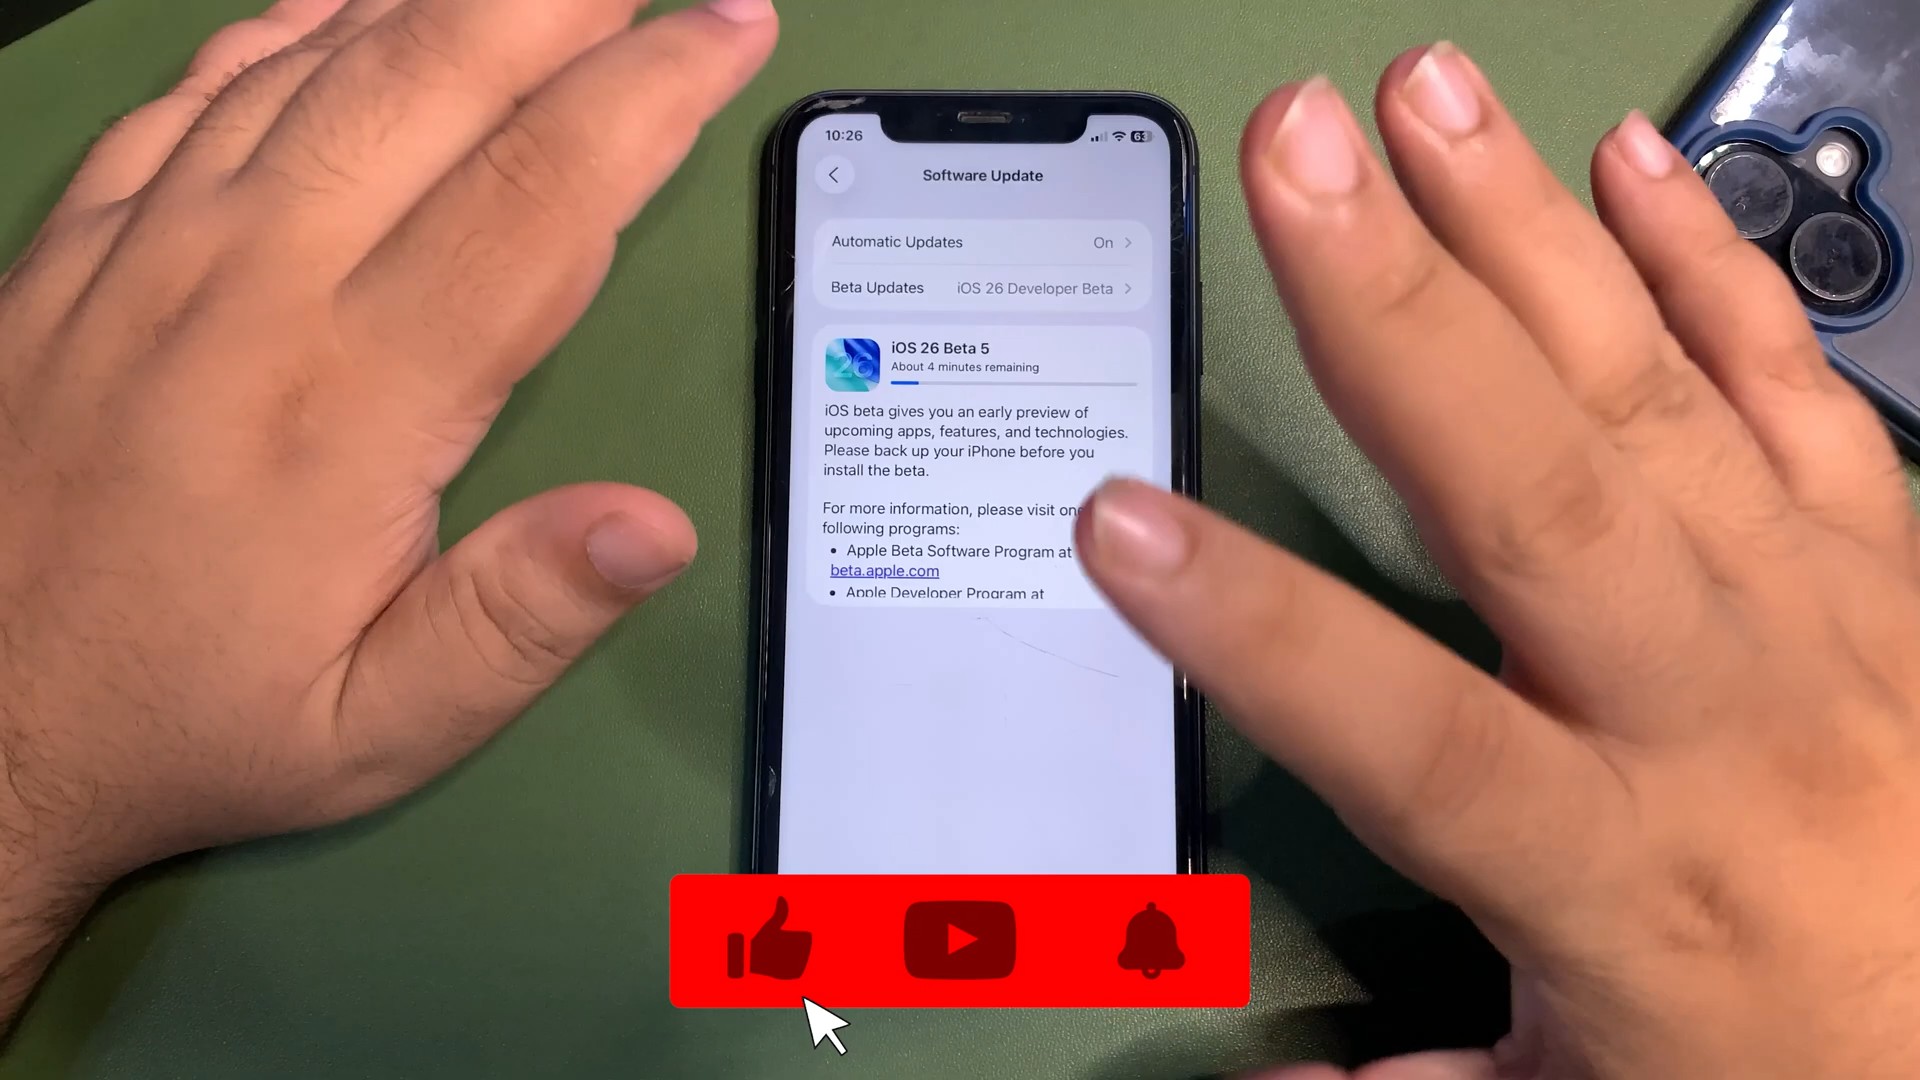 10:26
63
Software Update
Automatic Updates On
Beta Updates iOS 26 Developer Beta
26
iOS 26 Beta 5
About 4 minutes remaining
iOS beta gives you an early preview of
upcoming apps, features, and technologies.
Please back up your iPhone before you
install the beta.
For more information, please visit
following programs:
• Apple Beta Software Program at
beta.apple.com
• Apple Developer Program at